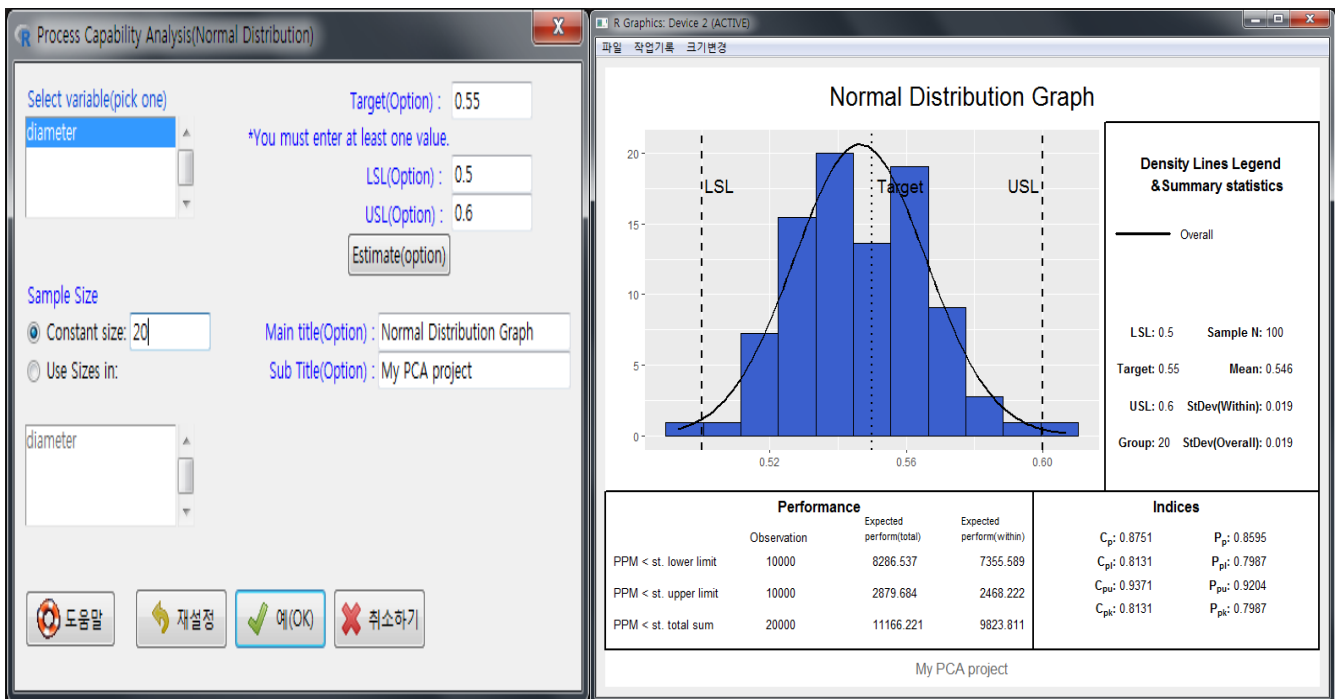 Process Capability Analysis(Normal Distribution)
Select variable(pick one)
diameter
Target(Option) : 0.55
*You must enter at least one value.
LSL(Option) : 0.5
USL(Option) : 0.6
Estimate(option)
Sample Size
Constant size: 20
Use Sizes in:
Main title(Option) : Normal Distribution Graph
Sub Title(Option) : My PCA project
diameter
도움말
재설정
예(OK)
취소하기
R Graphics: Device 2 (ACTIVE)
파일 작업기록 크기변경
Normal Distribution Graph
20
15
10
5
0
LSL
Target
USL
0.52 0.56 0.60
Density Lines Legend
&Summary statistics
Overall
LSL: 0.5 Sample N: 100
Target: 0.55 Mean: 0.546
USL: 0.6 StDev(Within): 0.019
Group: 20 StDev(Overall): 0.019
Performance
Observation Expected perform(total) Expected perform(within)
PPM < st. lower limit 10000 8286.537 7355.589
PPM < st. upper limit 10000 2879.684 2468.222
PPM < st. total sum 20000 11166.221 9823.811
Indices
Cp: 0.8751 Pp: 0.8595
Cpl: 0.8131 Ppl: 0.7987
Cpu: 0.9371 Ppu: 0.9204
Cpk: 0.8131 Ppk: 0.7987
My PCA project